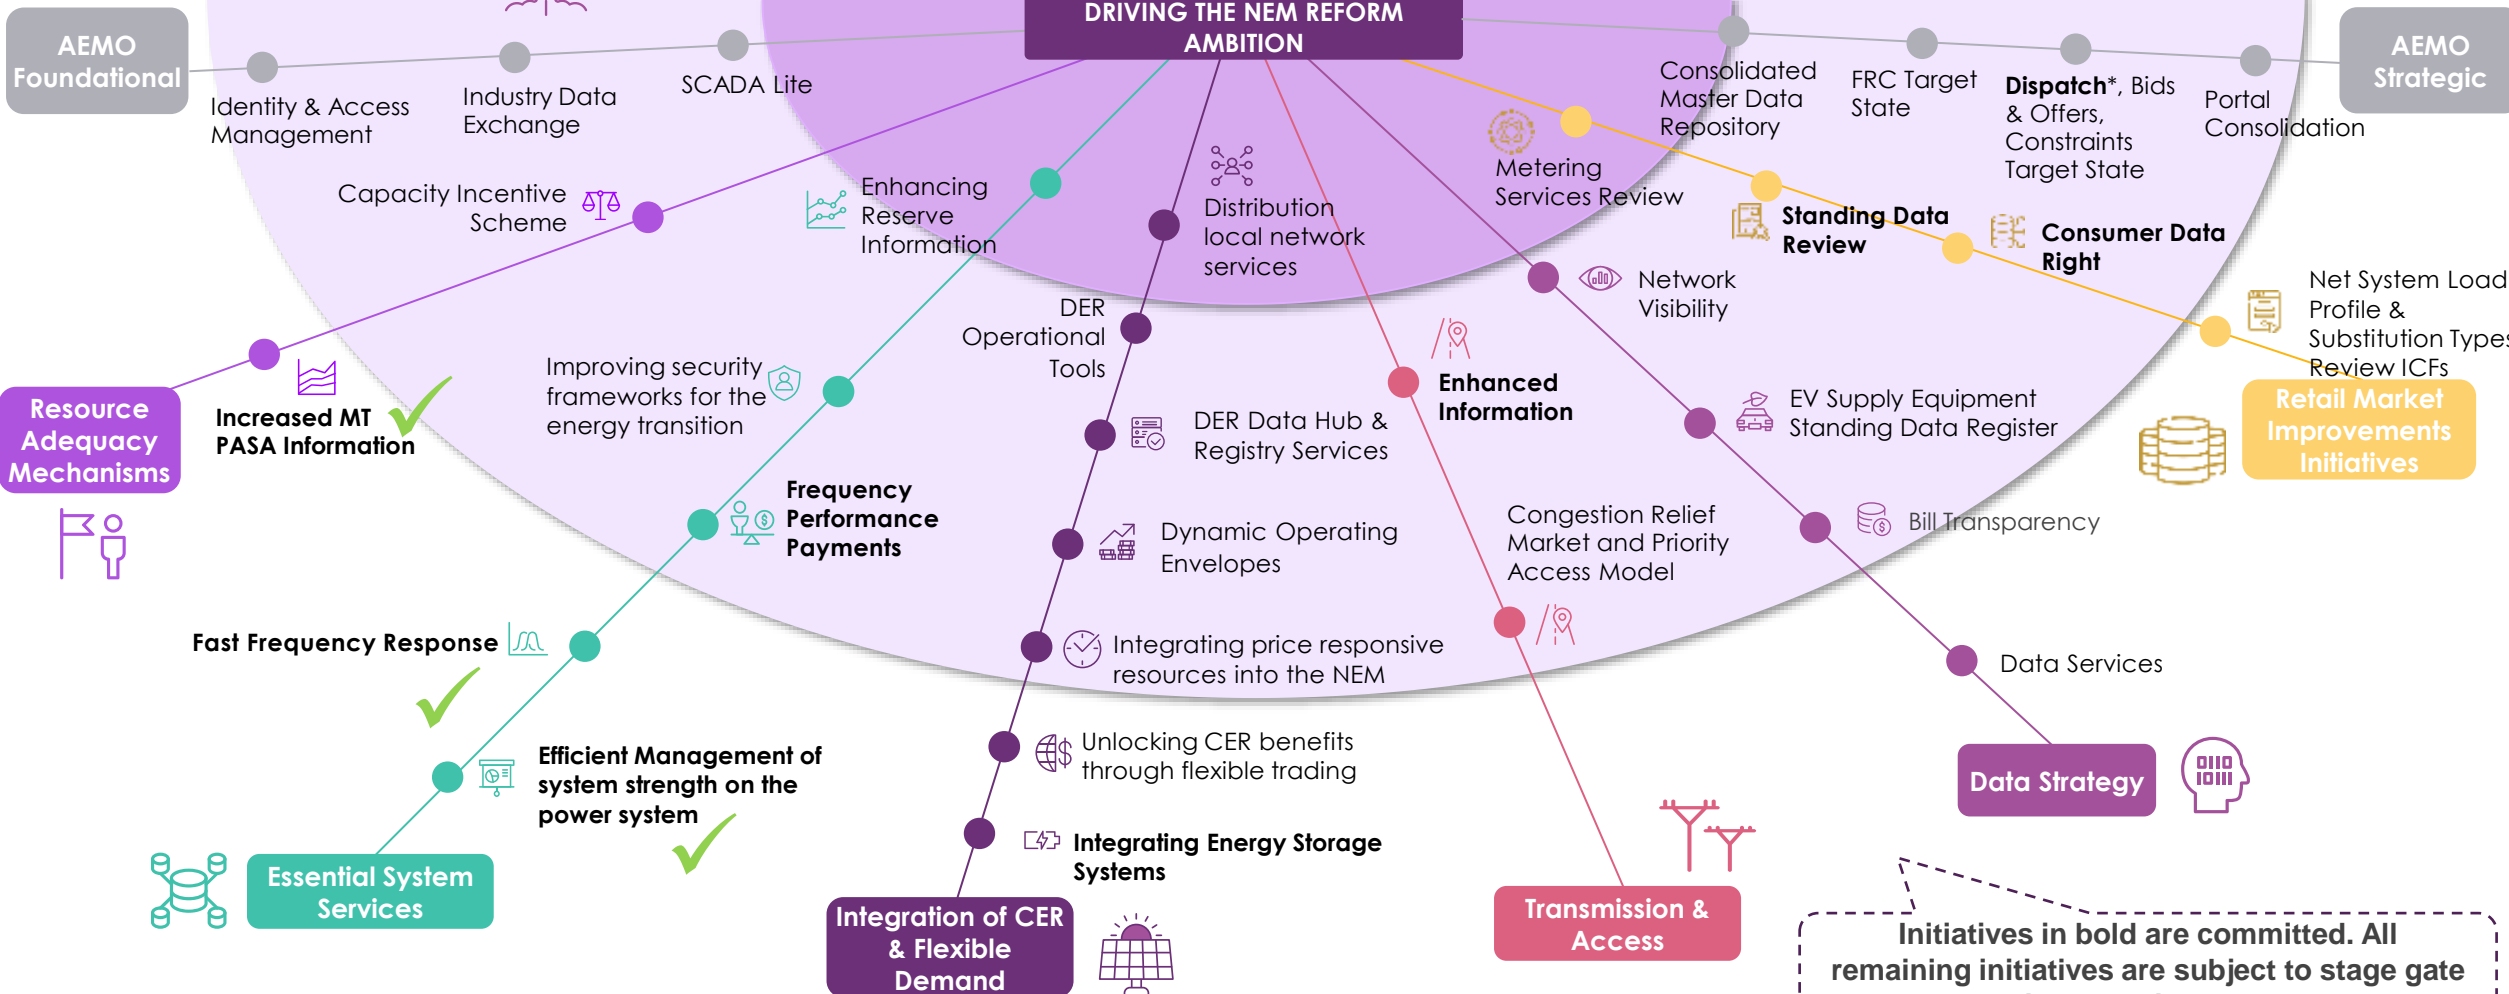 DRIVING THE NEM REFORM
AMBITION
AEMO
Foundational
AEMO
Strategic
Identity & Access
Management
Industry Data
Exchange
SCADA Lite
Consolidated
Master Data
Repository
FRC Target
State
Dispatch*, Bids
& Offers,
Constraints
Target State
Portal
Consolidation
Capacity Incentive
Scheme
Enhancing
Reserve
Information
Distribution
local network
services
Metering
Services Review
Standing Data
Review
Consumer Data
Right
Network
Visibility
Net System Load
Profile &
Substitution Types
Review ICFs
DER
Operational
Tools
Improving security
frameworks for the
energy transition
Enhanced
Information
Increased MT
PASA Information
Resource
Adequacy
Mechanisms
Retail Market
Improvements
Initiatives
EV Supply Equipment
Standing Data Register
DER Data Hub &
Registry Services
Frequency
Performance
Payments
Dynamic Operating
Envelopes
Congestion Relief
Market and Priority
Access Model
Bill Transparency
Fast Frequency Response
Integrating price responsive
resources into the NEM
Data Services
Efficient Management of
system strength on the
power system
Unlocking CER benefits
through flexible trading
Data Strategy
0110
1011
Integrating Energy Storage
Systems
Essential System
Services
Integration of CER
& Flexible
Demand
Transmission &
Access
Initiatives in bold are committed. All
remaining initiatives are subject to stage gate